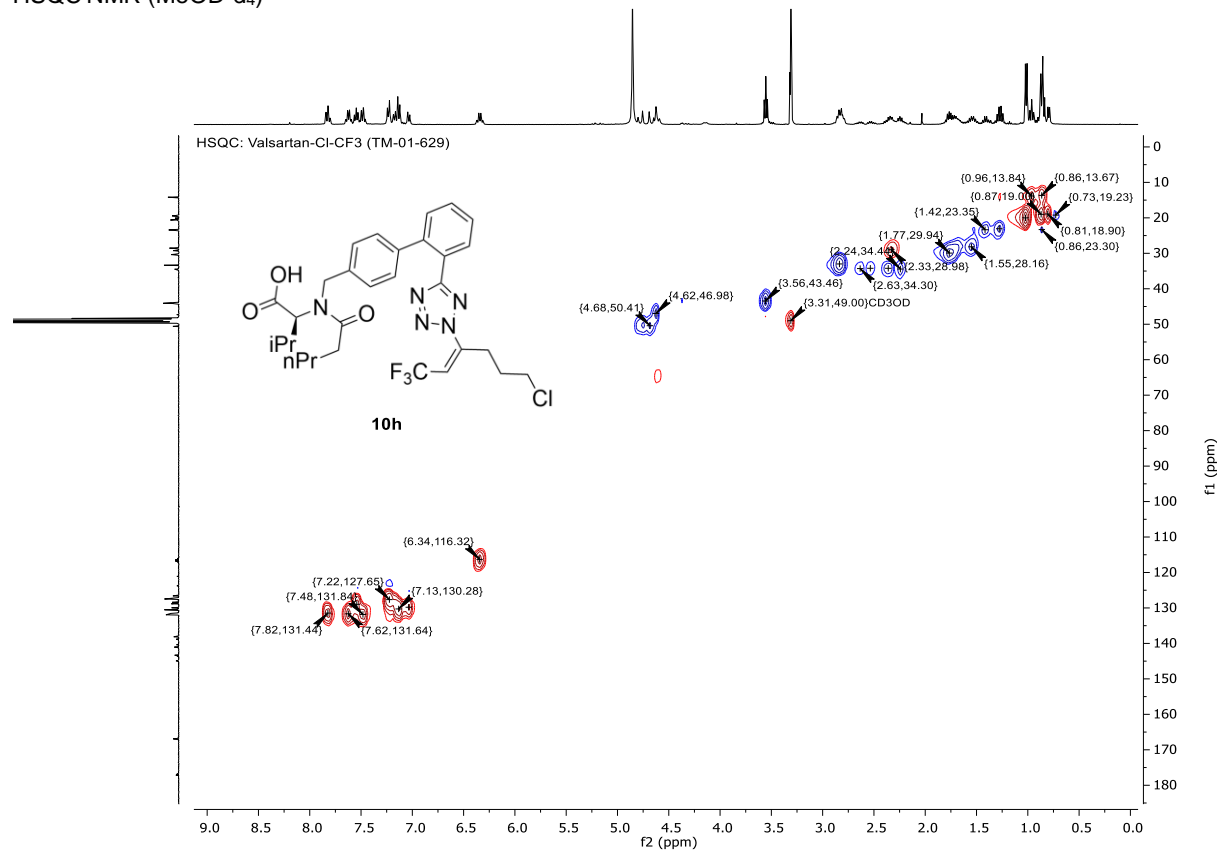 HSQC NMR (MeOD-d₄)
HSQC: Valsartan-Cl-CF3 (TM-01-629)
{0.96,13.84}
{0.86,13.67}
{0.87,19.00}
{0.73,19.23}
{1.42,23.35}
{0.81,18.90}
{0.86,23.30}
{1.77,29.94}
{2.24,34.44}
{2.33,28.98}
{1.55,28.16}
{2.63,34.30}
{3.56,43.46}
{4.62,46.98}
{4.68,50.41}
{3.31,49.00}CD3OD
{6.34,116.32}
{7.22,127.65}
{7.13,130.28}
{7.48,131.84}
{7.82,131.44}
{7.62,131.64}
OH
O
N
O
iPr
nPr
N
N
N
N
F₃C
Cl
10h
0
10
20
30
40
50
60
70
80
90
100
110
120
130
140
150
160
170
180
f1 (ppm)
9.0 8.5 8.0 7.5 7.0 6.5 6.0 5.5 5.0 4.5 4.0 3.5 3.0 2.5 2.0 1.5 1.0 0.5 0.0
f2 (ppm)